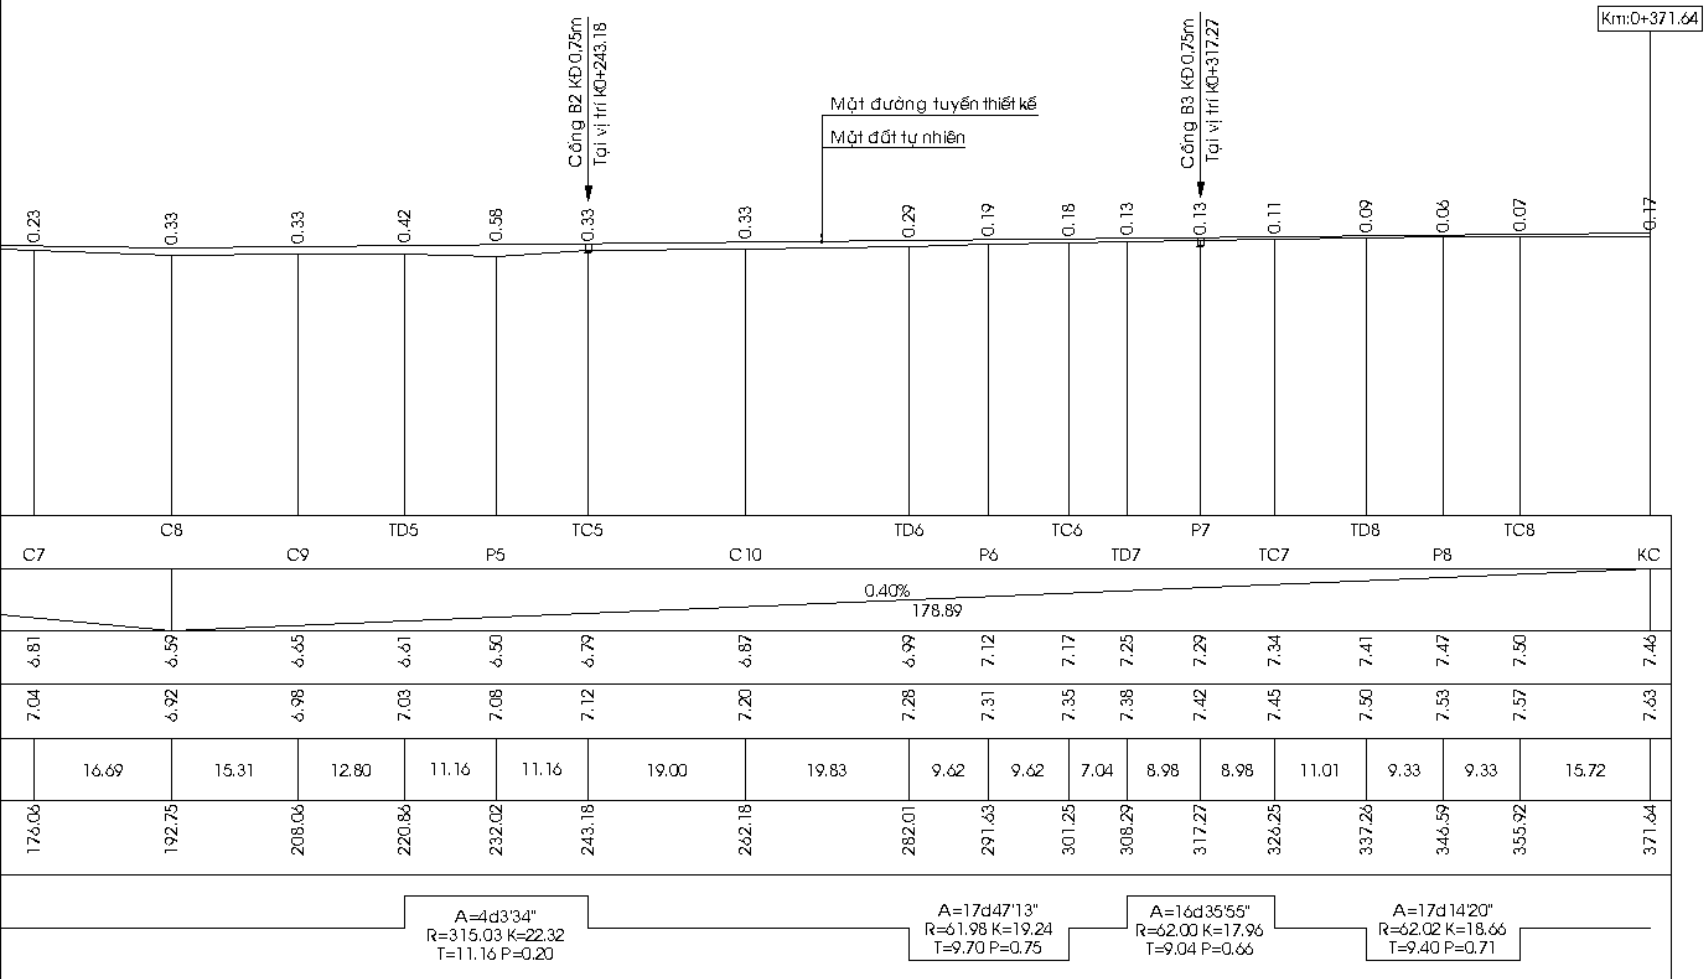 Km:0+371.64
Cống B2 KĐ 0,75m
Tại vị trí K0+243.18
Cống B3 KĐ 0,75m
Tại vị trí K0+317.27
Mặt đường tuyến thiết kế
Mặt đất tự nhiên
0.23 0.33 0.33 0.42 0.58 0.33 0.33 0.29 0.19 0.18 0.13 0.13 0.11 0.09 0.06 0.07 0.17
C8 TD5 TC5 TD6 TC6 P7 TD8 TC8
C7 C9 P5 C10 P6 TD7 TC7 P8 KC
0.40%
178.89
6.81 6.59 6.65 6.61 6.50 6.79 6.87 6.99 7.12 7.17 7.25 7.29 7.34 7.41 7.47 7.50 7.46
7.04 6.92 6.98 7.03 7.08 7.12 7.20 7.28 7.31 7.35 7.38 7.42 7.45 7.50 7.53 7.57 7.63
16.69 15.31 12.80 11.16 11.16 19.00 19.83 9.62 9.62 7.04 8.98 8.98 11.01 9.33 9.33 15.72
176.06 192.75 208.06 220.86 232.02 243.18 262.18 282.01 291.63 301.25 308.29 317.27 326.25 337.26 346.59 355.92 371.64
A=4d3'34"
R=315.03 K=22.32
T=11.16 P=0.20
A=17d47'13"
R=61.98 K=19.24
T=9.70 P=0.75
A=16d35'55"
R=62.00 K=17.96
T=9.04 P=0.66
A=17d14'20"
R=62.02 K=18.66
T=9.40 P=0.71